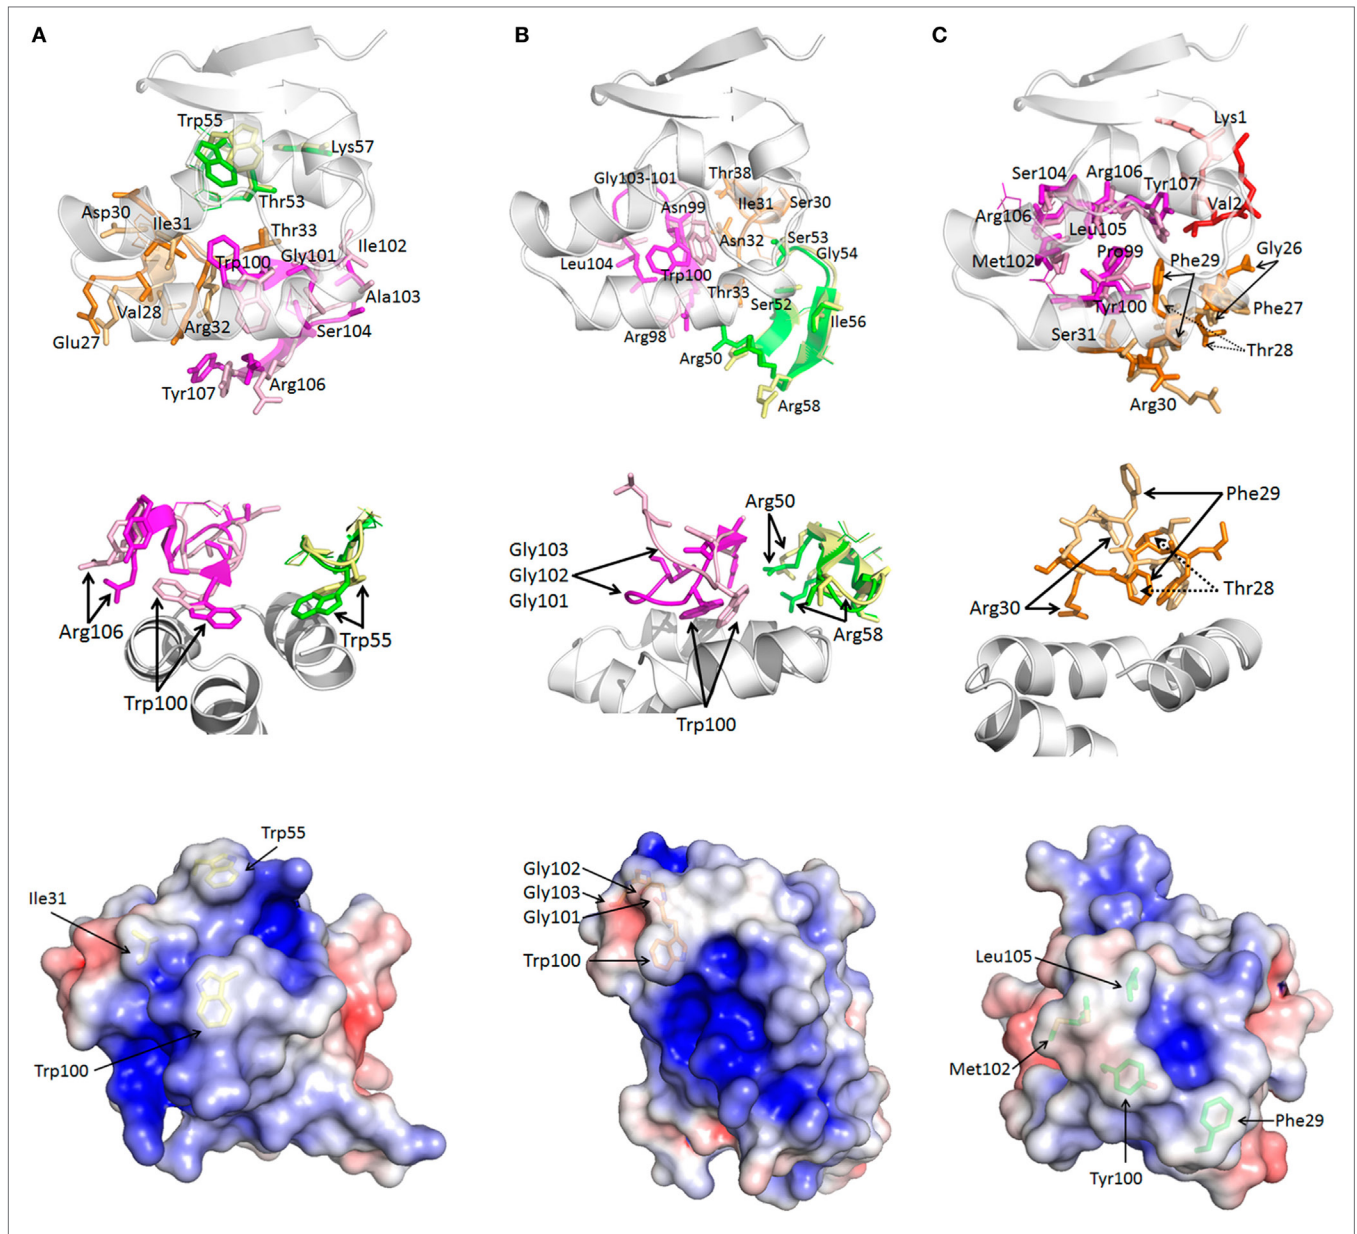 A
B
C
Trp55
Lys57
Thr53
Asp30
Ile31
Thr33
Trp100
Gly101
Ile102
Ala103
Val28
Arg32
Ser104
Glu27
Tyr107
Arg106
Gly103-101
Thr38
Asn99
Ile31
Ser30
Asn32
Ser53
Gly54
Leu104
Trp100
Thr33
Ser52
Ile56
Arg98
Arg50
Arg58
Lys1
Ser104
Arg106
Tyr107
Arg106
Val2
Leu105
Met102
Pro99
Phe29
Gly26
Tyr100
Phe27
Ser31
Thr28
Arg30
Arg106
Trp55
Trp100
Arg50
Gly103
Gly102
Gly101
Arg58
Trp100
Phe29
Thr28
Arg30
Trp55
Ile31
Trp100
Gly102
Gly103
Gly101
Trp100
Leu105
Met102
Phe29
Tyr100